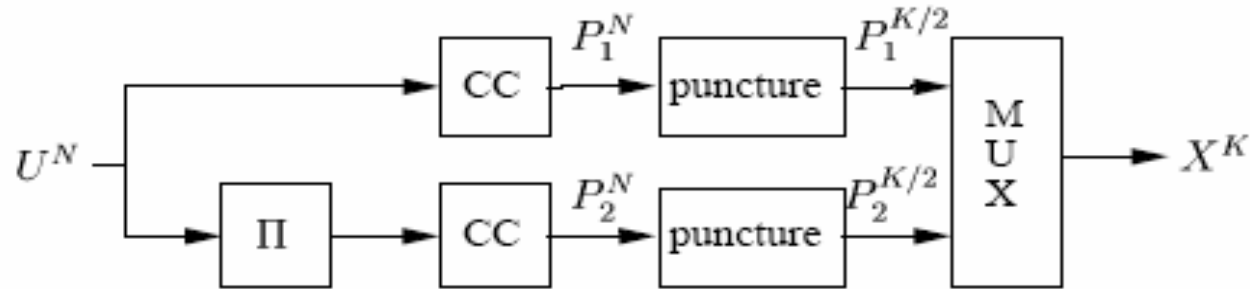 P_1^N P_1^{K/2}
CC puncture
M
U
X
U^N X^K
P_2^N P_2^{K/2}
Π CC puncture